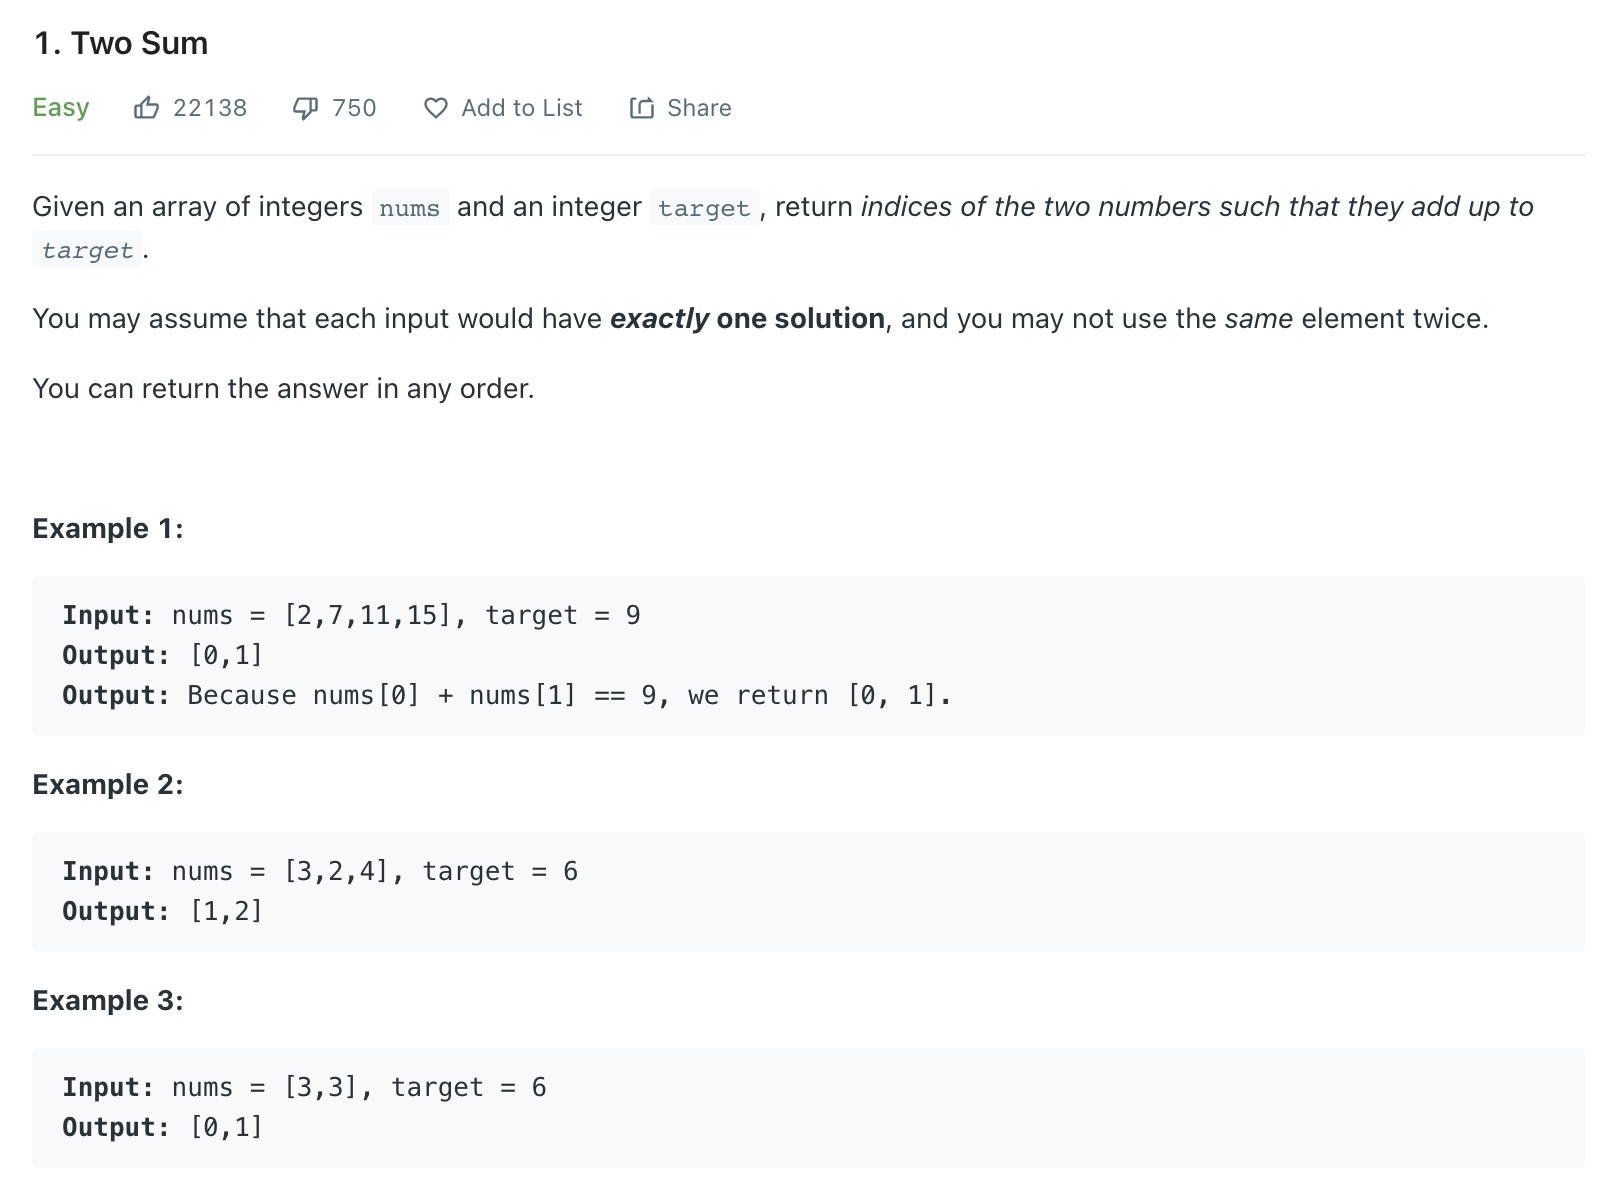 1. Two Sum
Easy 22138 750 Add to List Share
Given an array of integers nums and an integer target, return indices of the two numbers such that they add up to
target.
You may assume that each input would have exactly one solution, and you may not use the same element twice.
You can return the answer in any order.
Example 1:
Input: nums = [2,7,11,15], target = 9
Output: [0,1]
Output: Because nums[0] + nums[1] == 9, we return [0, 1].
Example 2:
Input: nums = [3,2,4], target = 6
Output: [1,2]
Example 3:
Input: nums = [3,3], target = 6
Output: [0,1]